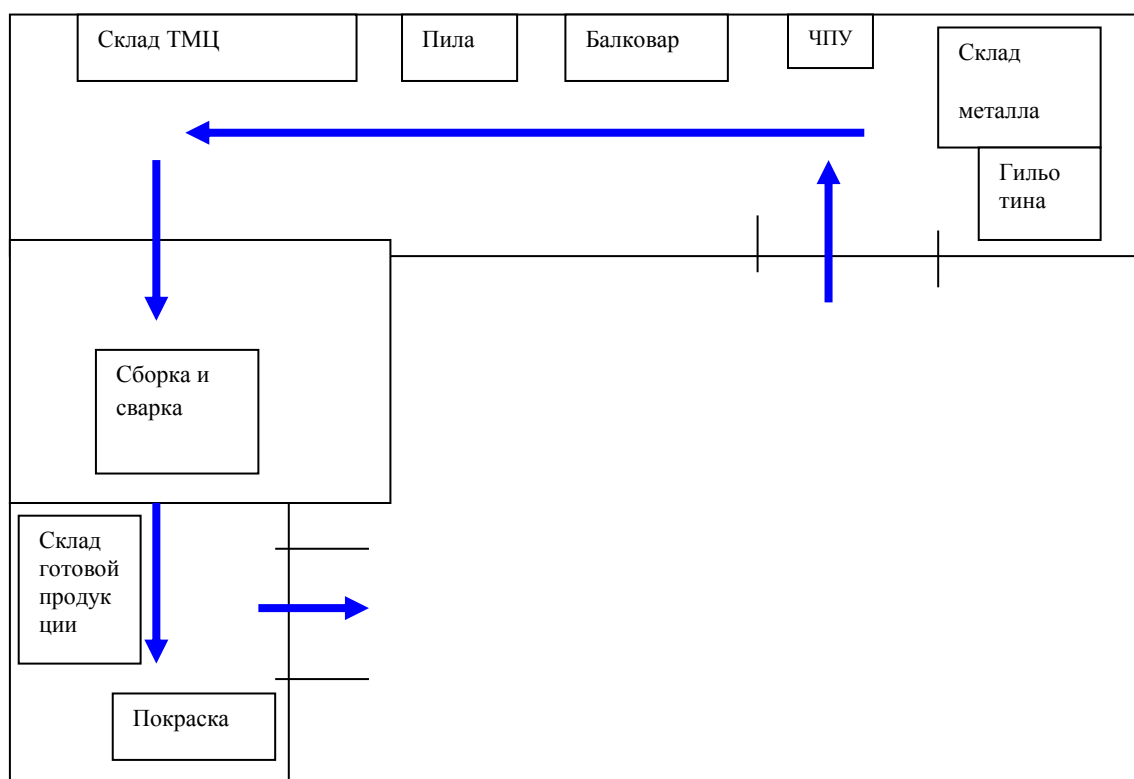 Склад ТМЦ
Пила
Балковар
ЧПУ
Склад
металла
Гильо
тина
Сборка и
сварка
Склад
готовой
продук
ции
Покраска